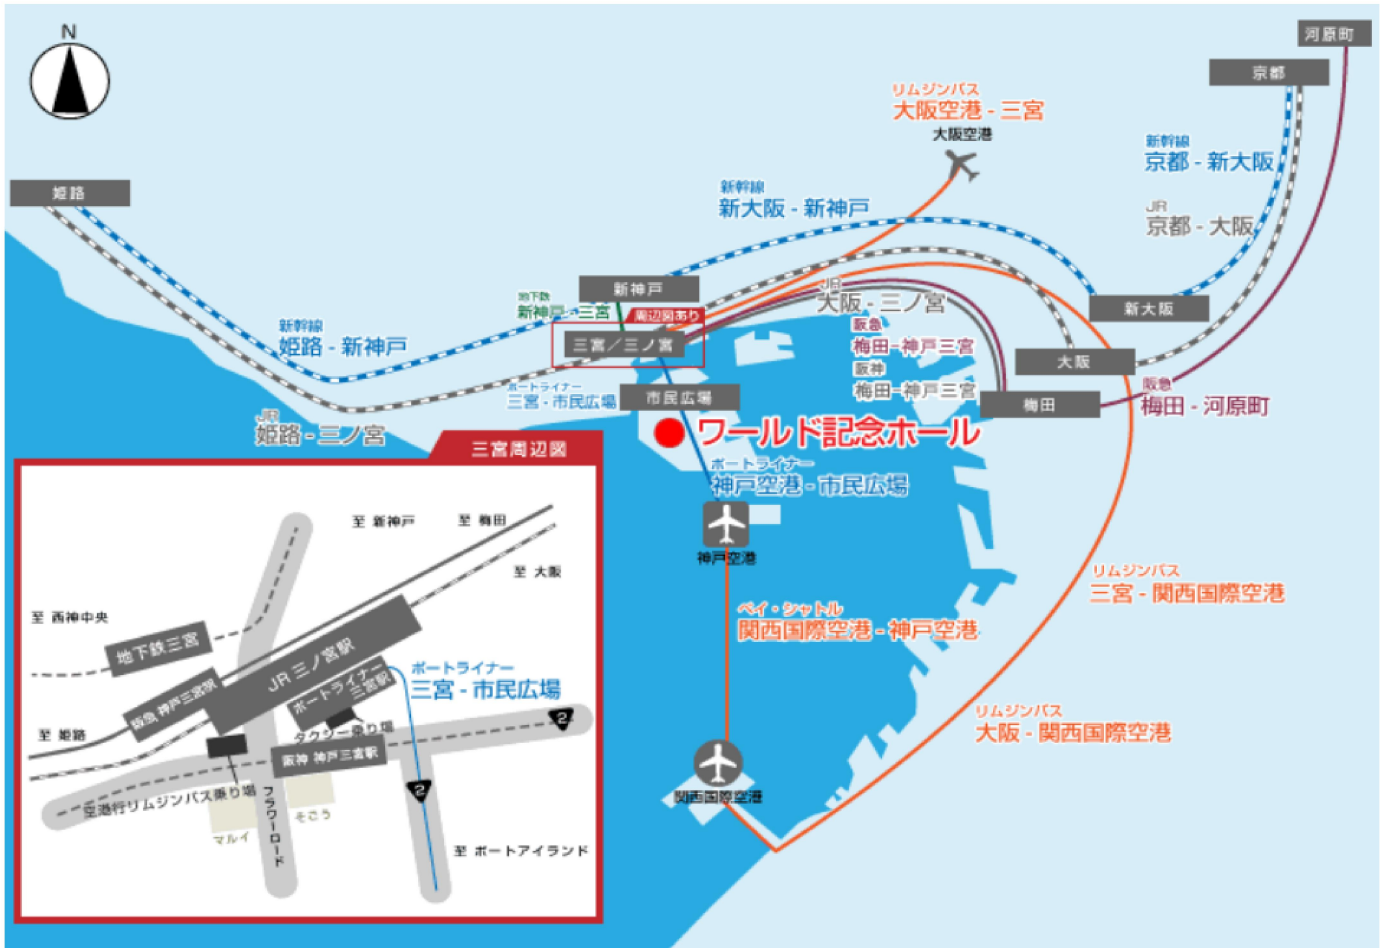 N
河原町
京都
リムジンバス
大阪空港 - 三宮
大阪空港
新幹線
京都 - 新大阪
姫路
新幹線
新大阪 - 新神戸
JR
京都 - 大阪
新神戸
地下鉄
新神戸 - 三宮
周辺図あり
JR
大阪 - 三ノ宮
新大阪
新幹線
姫路 - 新神戸
三宮／三ノ宮
阪急
梅田 - 神戸三宮
大阪
阪神
梅田 - 神戸三宮
ポートライナー
三宮 - 市民広場
市民広場
梅田
阪急
梅田 - 河原町
JR
姫路 - 三ノ宮
ワールド記念ホール
ポートライナー
神戸空港 - 市民広場
神戸空港
リムジンバス
三宮 - 関西国際空港
ベイ・シャトル
関西国際空港 - 神戸空港
リムジンバス
大阪 - 関西国際空港
関西国際空港
三宮周辺図
至 新神戸
至 梅田
至 大阪
至 西神中央
地下鉄三宮
JR 三ノ宮駅
ポートライナー
三宮駅
ポートライナー
三宮 - 市民広場
阪急 神戸三宮駅
至 姫路
タクシー乗り場
2
阪神 神戸三宮駅
2
空港行リムジンバス乗り場
フラワーロード
マルイ
そごう
至 ポートアイランド